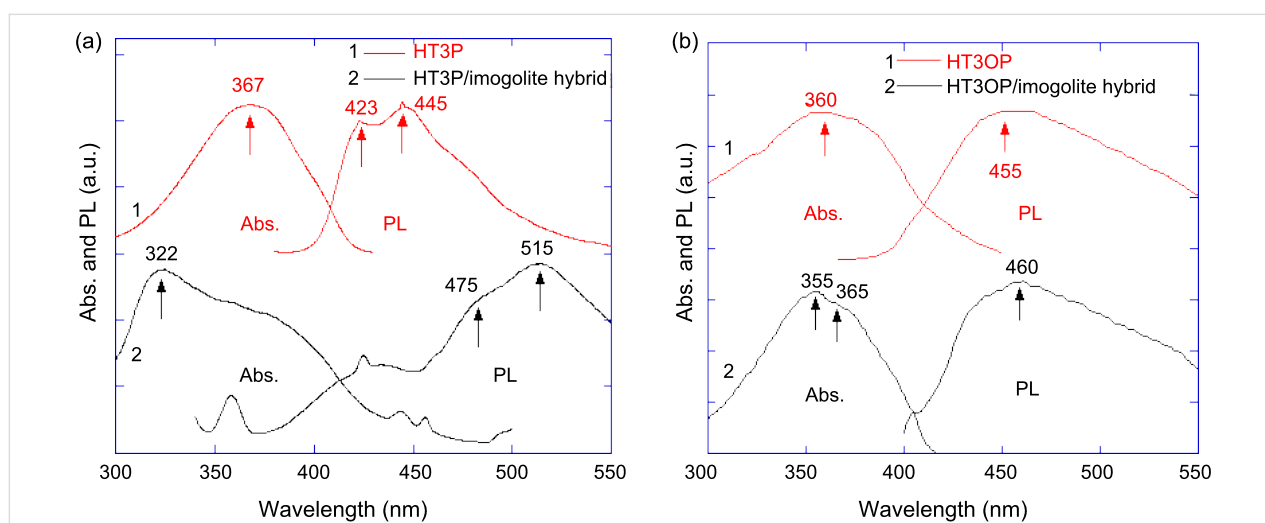 (a)
1 HT3P
2 HT3P/imogolite hybrid
367
423
445
1
Abs.
PL
322
475
515
2
Abs.
PL
Abs. and PL (a.u.)
300 350 400 450 500 550
Wavelength (nm)
(b)
1 HT3OP
2 HT3OP/imogolite hybrid
360
1
455
Abs.
PL
355
365
460
2
Abs.
PL
Abs. and PL (a.u.)
300 350 400 450 500 550
Wavelength (nm)